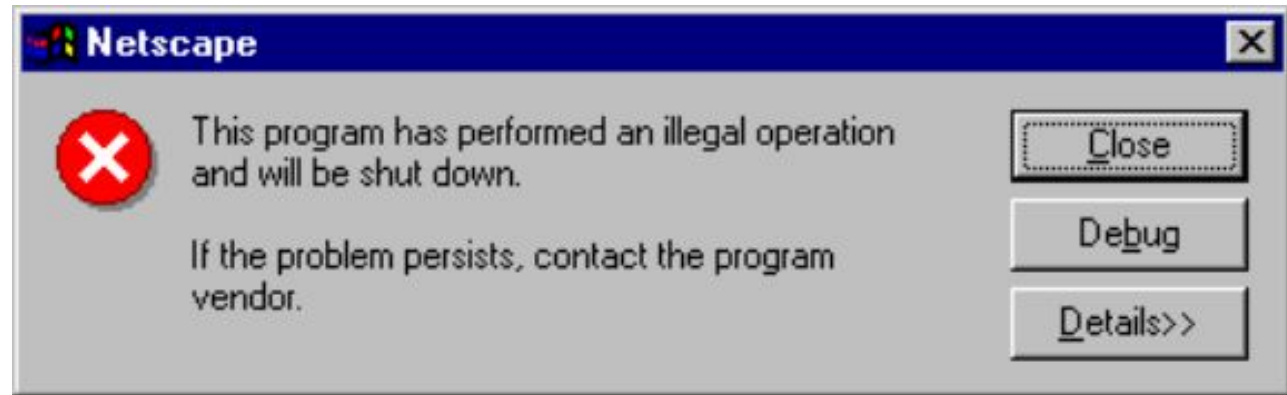 Netscape
This program has performed an illegal operation
and will be shut down.
If the problem persists, contact the program
vendor.
Close
Debug
Details>>